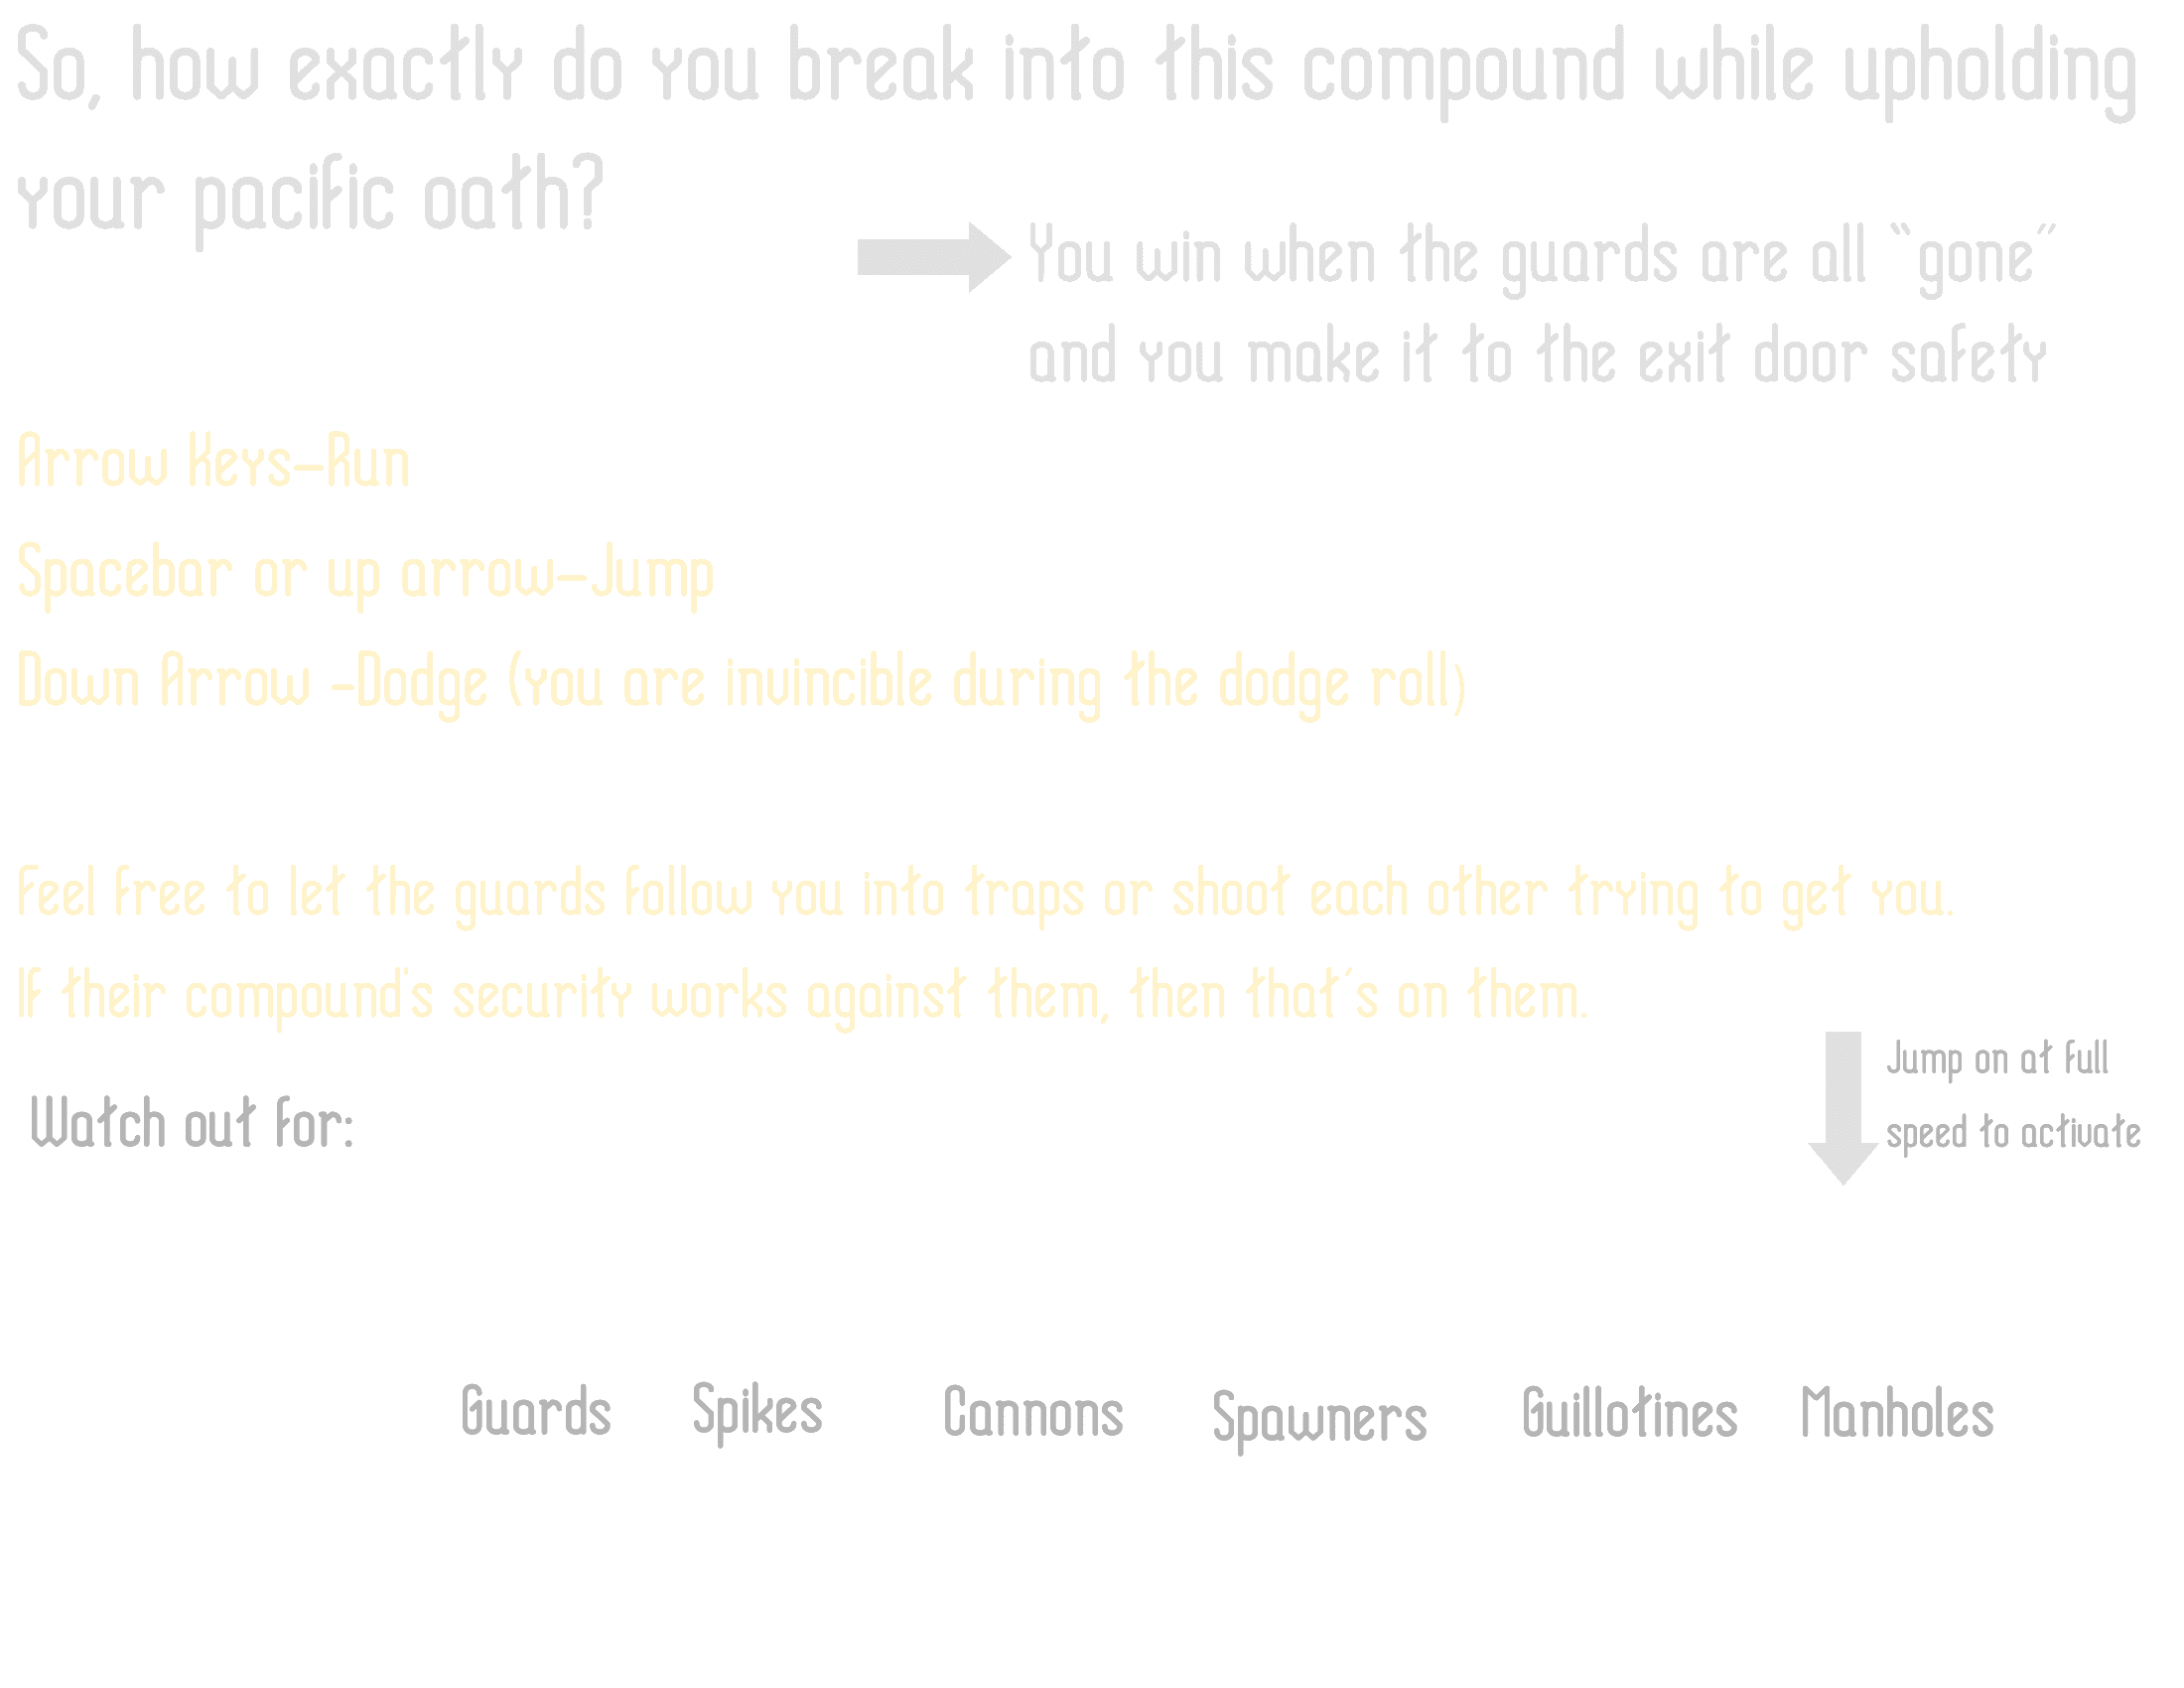 So, how exactly do you break into this compound while upholding
your pacific oath?
You win when the guards are all “gone”
and you make it to the exit door safety
Arrow Keys-Run
Spacebar or up arrow-Jump
Down Arrow -Dodge (you are invincible during the dodge roll)
Feel free to let the guards follow you into traps or shoot each other trying to get you.
If their compound's security works against them, then that’s on them.
Jump on at full
speed to activate
Watch out for:
Guards Spikes Cannons Spawners Guillotines Manholes